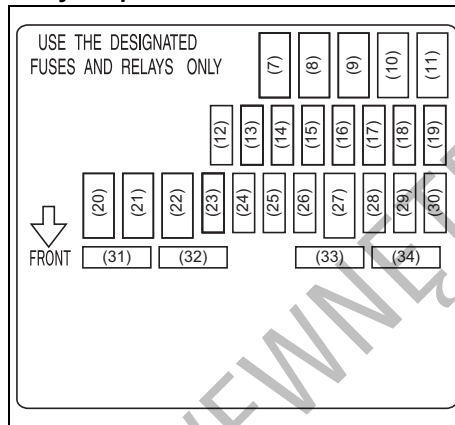 USE THE DESIGNATED
FUSES AND RELAYS ONLY
(7) (8) (9) (10) (11)
(12) (13) (14) (15) (16) (17) (18) (19)
(20) (21) (22) (23) (24) (25) (26) (27) (28) (29) (30)
FRONT (31) (32) (33) (34)